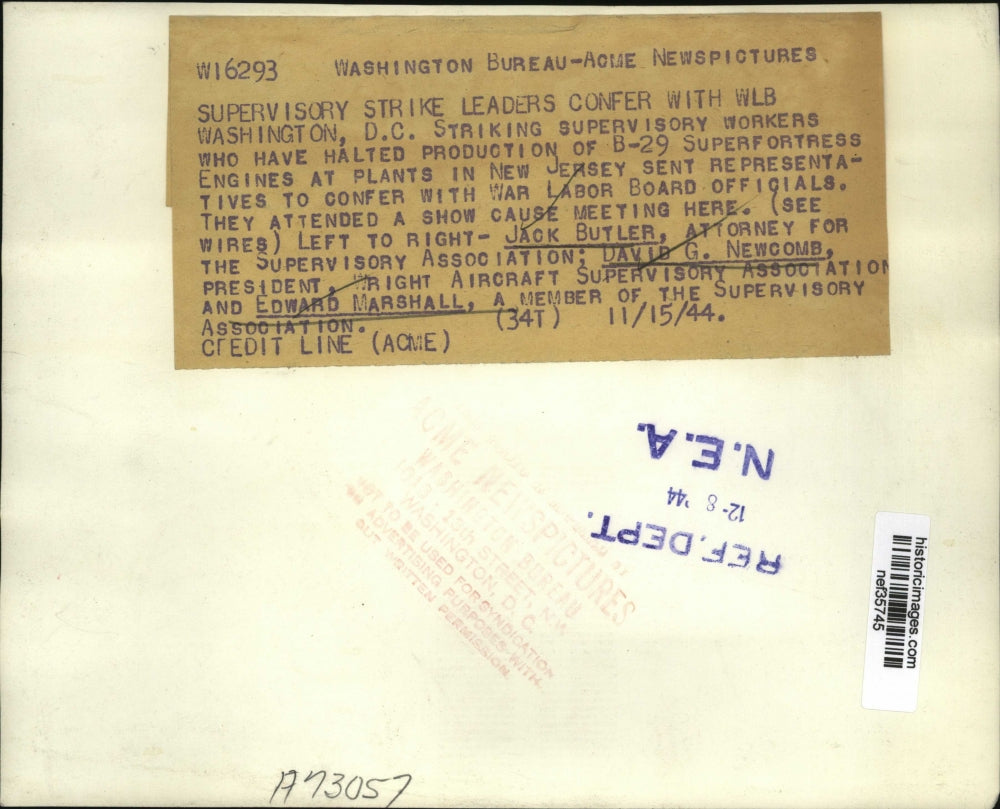 W16293 WASHINGTON BUREAU-ACME NEWSPICTURES
SUPERVISORY STRIKE LEADERS CONFER WITH WLB
WASHINGTON, D.C. STRIKING SUPERVISORY WORKERS
WHO HAVE HALTED PRODUCTION OF B-29 SUPERFORTRESS
ENGINES AT PLANTS IN NEW JERSEY SENT REPRESENTA-
TIVES TO CONFER WITH WAR LABOR BOARD OFFICIALS.
THEY ATTENDED A SHOW CAUSE MEETING HERE. (SEE
WIRES) LEFT TO RIGHT- JACK BUTLER, ATTORNEY FOR
THE SUPERVISORY ASSOCIATION; DAVID G. NEWCOMB,
PRESIDENT, WRIGHT AIRCRAFT SUPERVISORY ASSOCIATION
AND EDWARD MARSHALL, A MEMBER OF THE SUPERVISORY
ASSOCIATION. (34T) 11/15/44.
CREDIT LINE (ACME)
REF. DEPT.
12-8 '44
N.E.A.
ACME NEWSPICTURES
WASHINGTON BUREAU
1013-13th STREET, N.W.
WASHINGTON, D.C.
NOT TO BE USED FOR SYNDICATION
OR ADVERTISING PURPOSES WITH-
OUT WRITTEN PERMISSION.
historicimages.com
nef35745
A73057